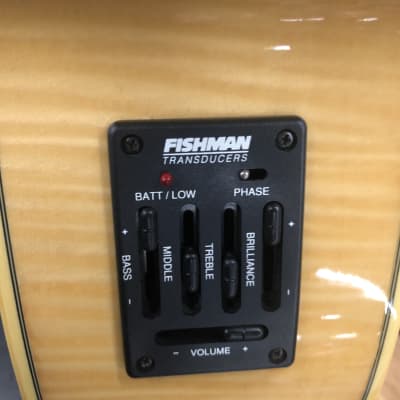 FISHMAN
TRANSDUCERS
BATT / LOW
PHASE
+
BASS
-
MIDDLE
TREBLE
BRILLIANCE
+
-
- VOLUME +